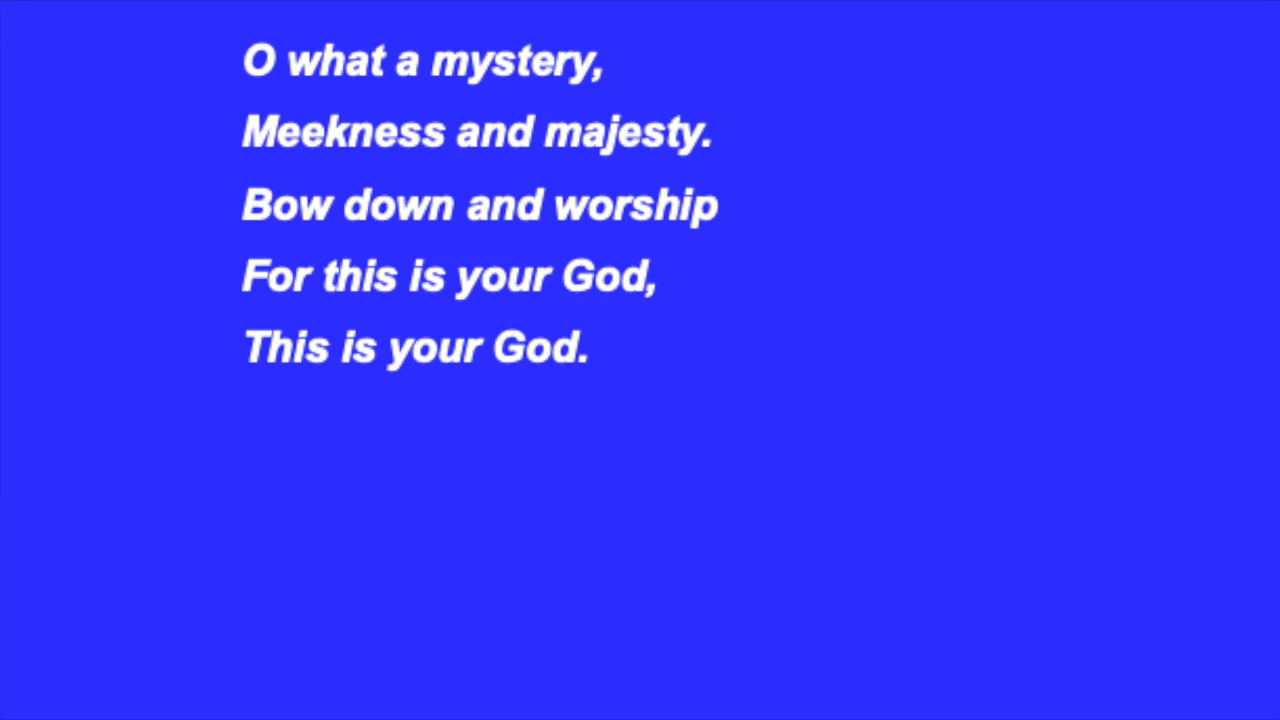 O what a mystery,
Meekness and majesty.
Bow down and worship
For this is your God,
This is your God.